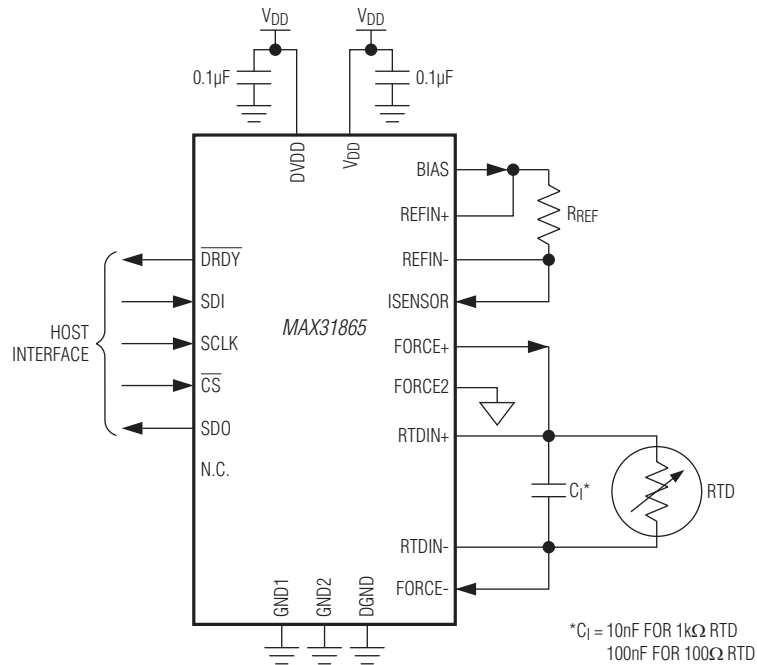 VDD VDD
0.1µF 0.1µF
DVDD VDD
BIAS
REFIN+
RREF
REFIN-
ISENSOR
DRDY
SDI
SCLK
CS
SDO
N.C.
HOST
INTERFACE
MAX31865
FORCE+
FORCE2
RTDIN+
CI*
RTD
RTDIN-
FORCE-
GND1 GND2 DGND
*CI = 10nF FOR 1kΩ RTD
100nF FOR 100Ω RTD